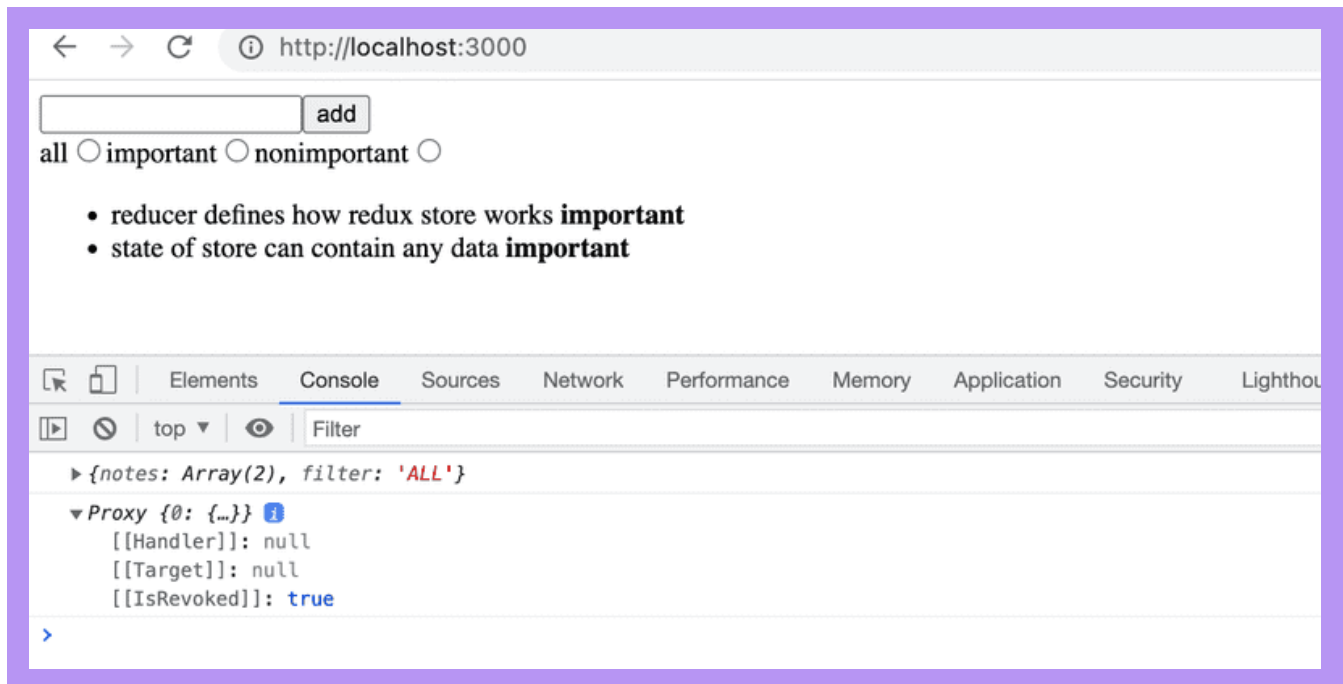 http://localhost:3000
add
all important nonimportant
reducer defines how redux store works important
state of store can contain any data important
Elements Console Sources Network Performance Memory Application Security Lighthou
top Filter
{notes: Array(2), filter: 'ALL'}
Proxy {0: {…}} i
[[Handler]]: null
[[Target]]: null
[[IsRevoked]]: true